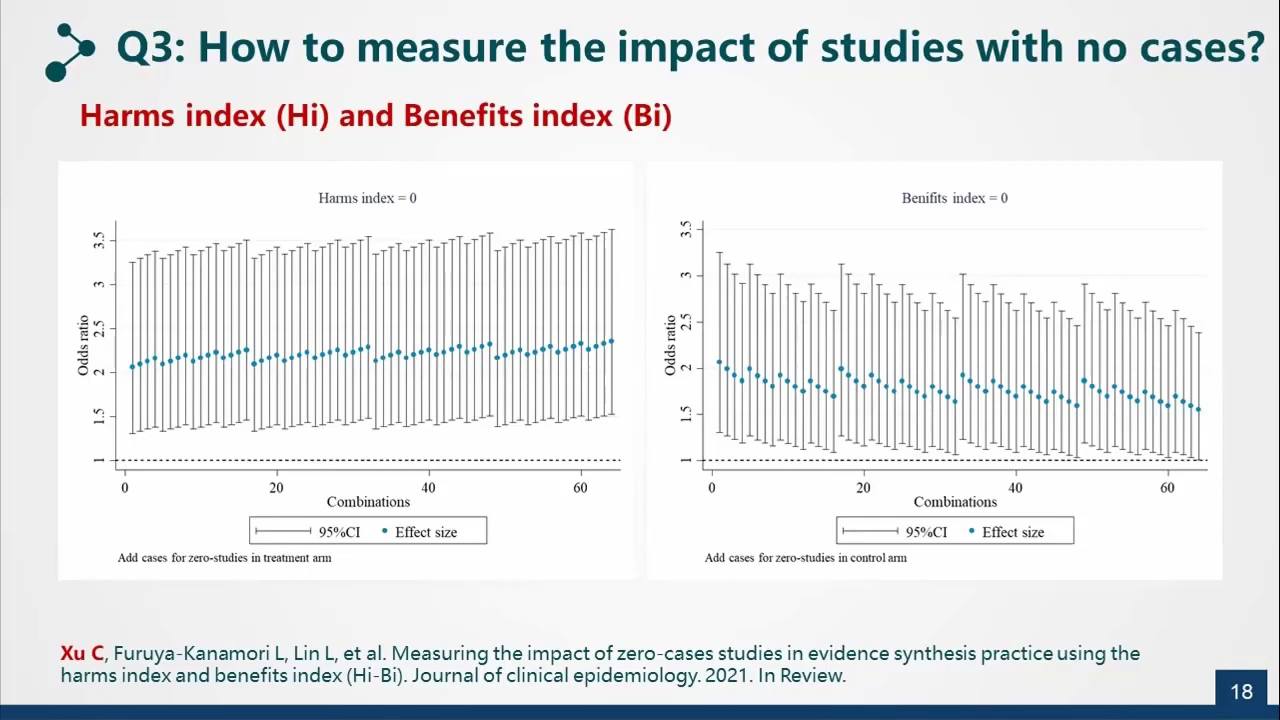 Q3: How to measure the impact of studies with no cases?
Harms index (Hi) and Benefits index (Bi)
Harms index = 0
Odds ratio
3.5
3
2.5
2
1.5
1
0
20
40
60
Combinations
95%CI
Effect size
Add cases for zero-studies in treatment arm
Benifits index = 0
Odds ratio
3.5
3
2.5
2
1.5
1
0
20
40
60
Combinations
95%CI
Effect size
Add cases for zero-studies in control arm
Xu C, Furuya-Kanamori L, Lin L, et al. Measuring the impact of zero-cases studies in evidence synthesis practice using the
harms index and benefits index (Hi-Bi). Journal of clinical epidemiology. 2021. In Review.
18